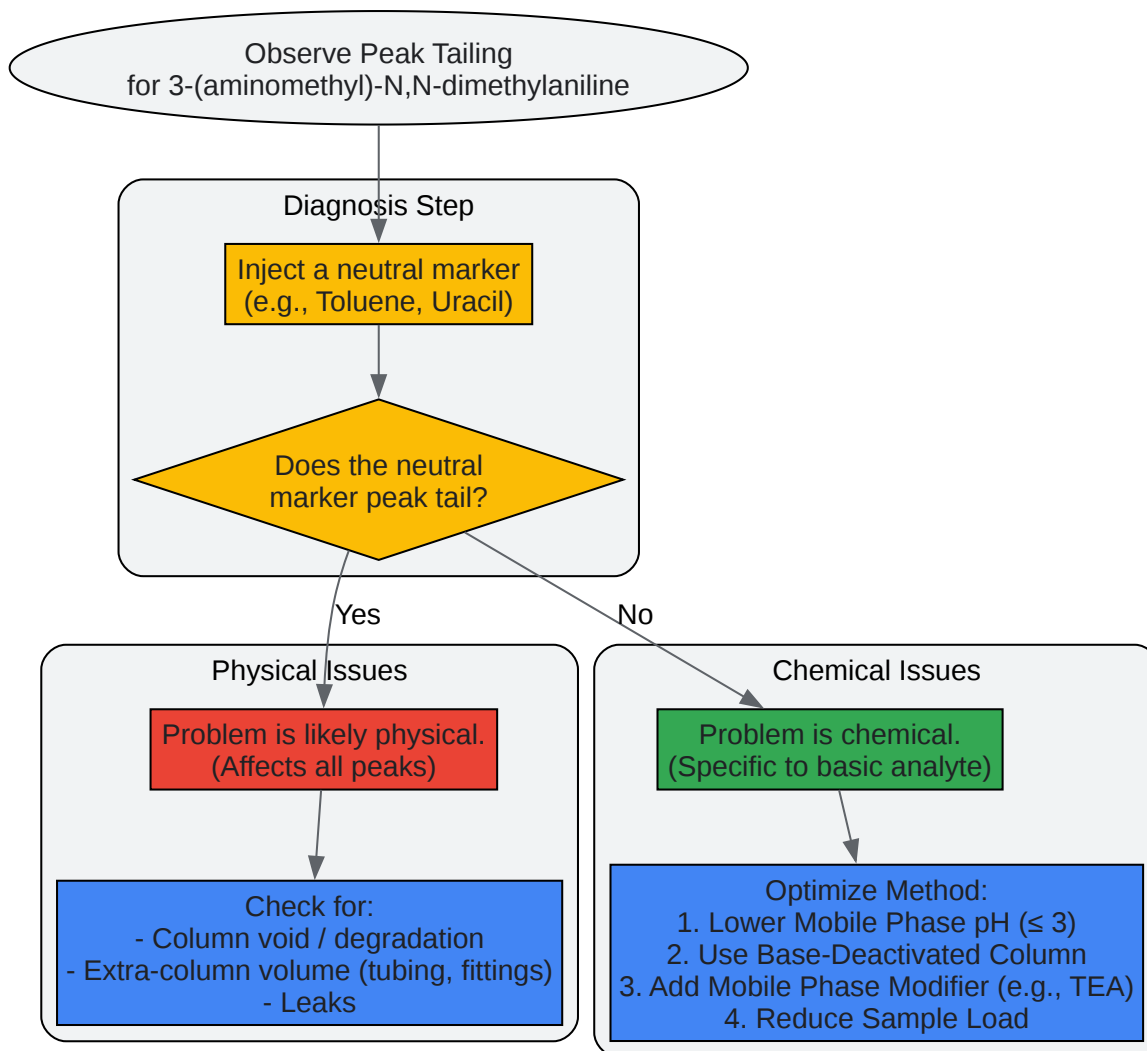 Observe Peak Tailing
for 3-(aminomethyl)-N,N-dimethylaniline
Diagnosis Step
Inject a neutral marker
(e.g., Toluene, Uracil)
Does the neutral
marker peak tail?
Yes
No
Physical Issues
Problem is likely physical.
(Affects all peaks)
Check for:
- Column void / degradation
- Extra-column volume (tubing, fittings)
- Leaks
Chemical Issues
Problem is chemical.
(Specific to basic analyte)
Optimize Method:
1. Lower Mobile Phase pH (≤ 3)
2. Use Base-Deactivated Column
3. Add Mobile Phase Modifier (e.g., TEA)
4. Reduce Sample Load